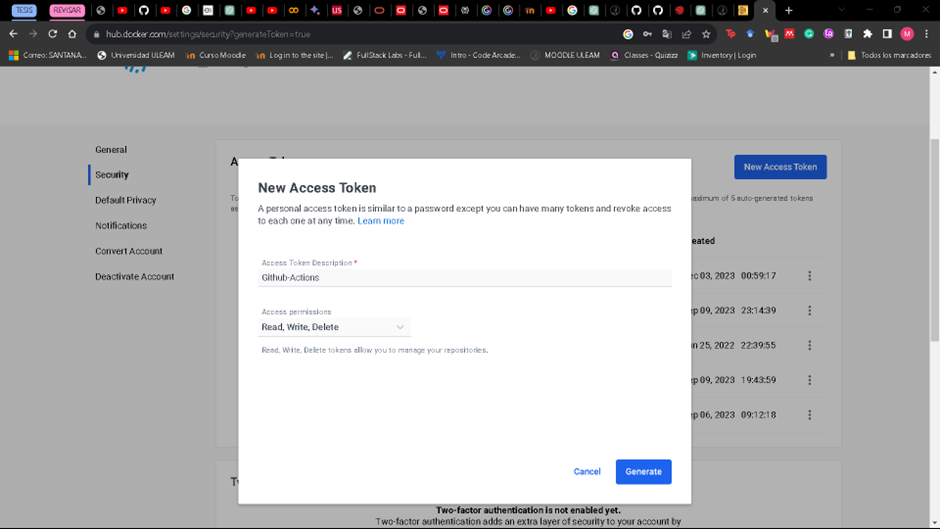 TESIS
REVISAR
hub.docker.com/settings/security?generateToken=true
Correo: SANTANA...
Universidad ULEAM
Curso Moodle
Log in to the site |...
FullStack Labs - Full...
Intro - Code Arcade...
MOODLE ULEAM
Classes - Quizizz
Inventory | Login
»
Todos los marcadores
General
Security
Default Privacy
Notifications
Convert Account
Deactivate Account
New Access Token
maximum of 5 auto-generated tokens
eated
ec 03, 2023 00:59:17
ep 09, 2023 23:14:39
n 25, 2022 22:39:55
ep 09, 2023 19:43:59
ep 06, 2023 09:12:18
New Access Token
A personal access token is similar to a password except you can have many tokens and revoke access
to each one at any time. Learn more
Access Token Description *
Github-Actions
Access permissions
Read, Write, Delete
Read, Write, Delete tokens allow you to manage your repositories.
Cancel
Generate
Two-factor authentication is not enabled yet.
Two-factor authentication adds an extra layer of security to your account by